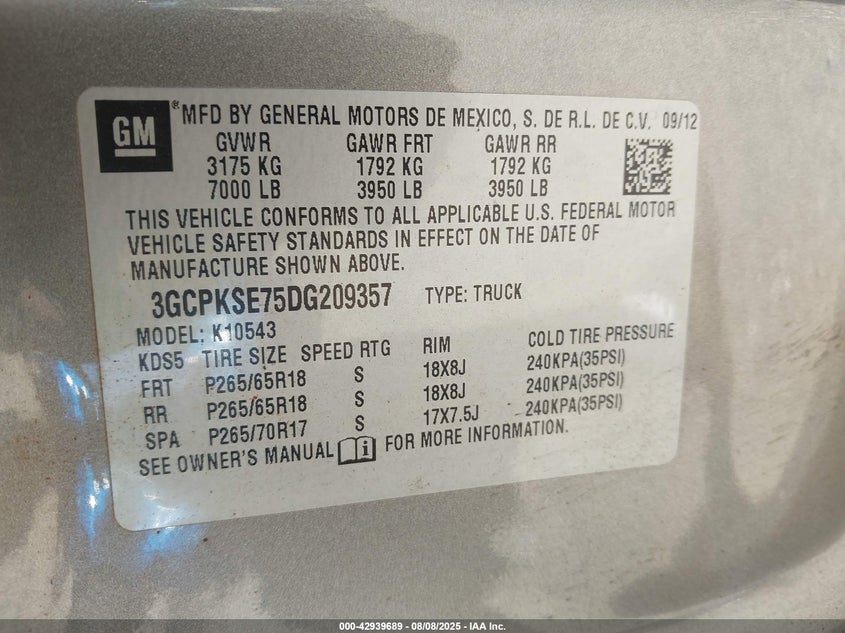 GM ® MFD BY GENERAL MOTORS DE MEXICO, S. DE R.L. DE C.V. 09/12
GVWR GAWR FRT GAWR RR
3175 KG 1792 KG 1792 KG
7000 LB 3950 LB 3950 LB
THIS VEHICLE CONFORMS TO ALL APPLICABLE U.S. FEDERAL MOTOR
VEHICLE SAFETY STANDARDS IN EFFECT ON THE DATE OF
MANUFACTURE SHOWN ABOVE.
3GCPKSE75DG209357 TYPE: TRUCK
MODEL: K10543
KDS5 TIRE SIZE SPEED RTG RIM COLD TIRE PRESSURE
FRT P265/65R18 S 18X8J 240KPA(35PSI)
RR P265/65R18 S 18X8J 240KPA(35PSI)
SPA P265/70R17 S 17X7.5J 240KPA(35PSI)
SEE OWNER'S MANUAL i FOR MORE INFORMATION.
000-42939689 - 08/08/2025 - IAA Inc.